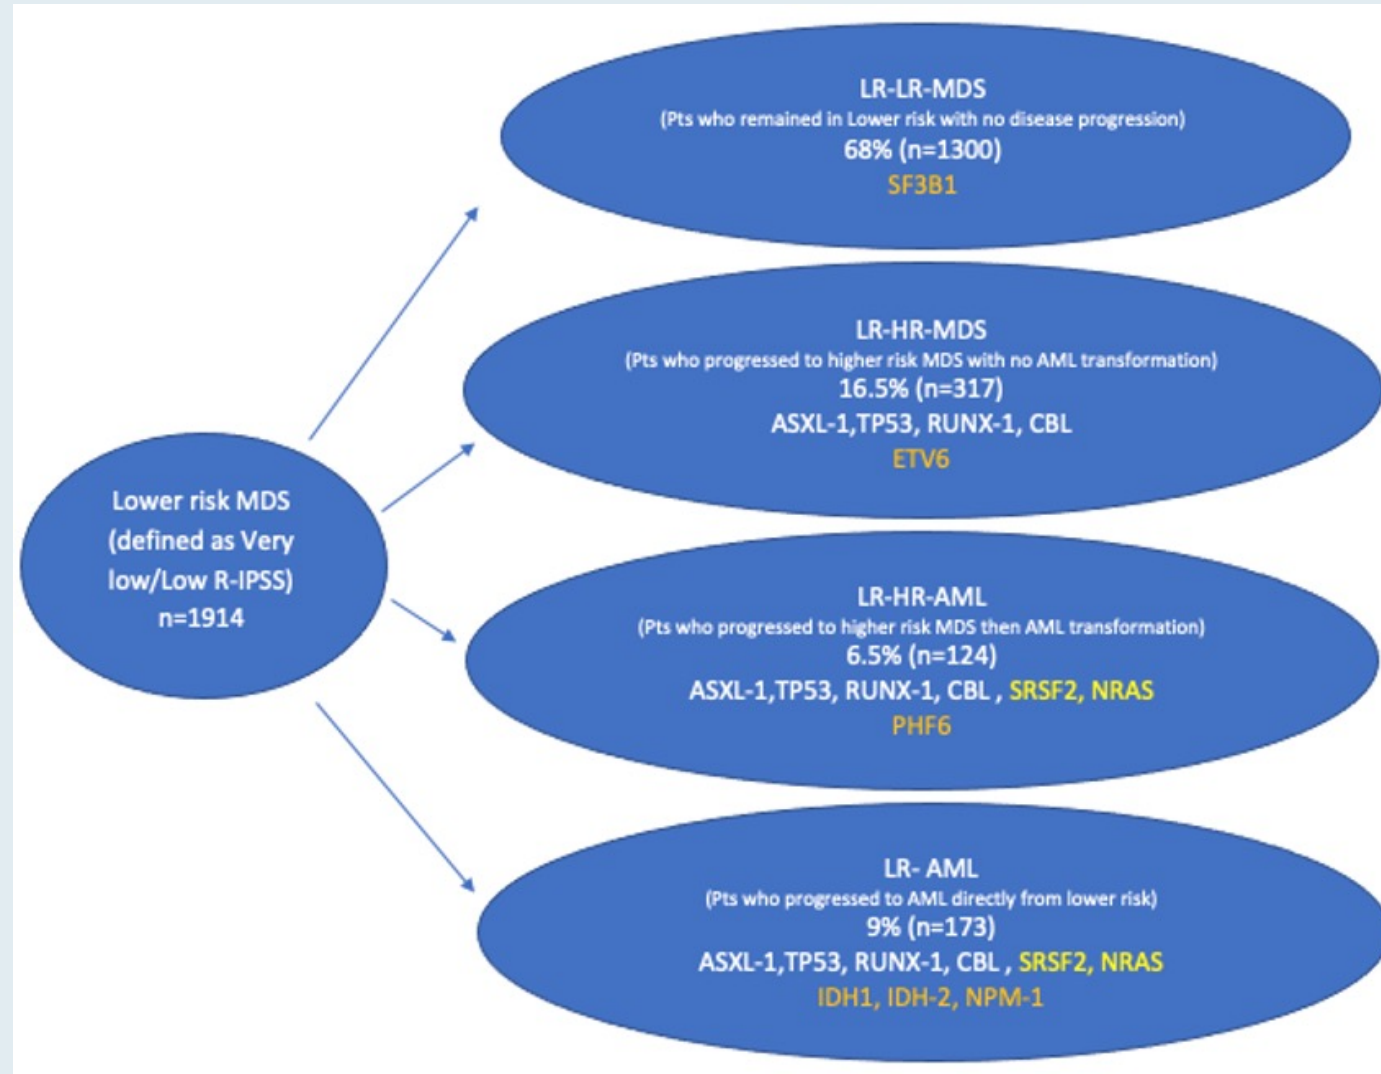 LR-LR-MDS
(Pts who remained in Lower risk with no disease progression)
68% (n=1300)
SF3B1
LR-HR-MDS
(Pts who progressed to higher risk MDS with no AML transformation)
16.5% (n=317)
ASXL-1,TP53, RUNX-1, CBL
ETV6
Lower risk MDS
(defined as Very
low/Low R-IPSS)
n=1914
LR-HR-AML
(Pts who progressed to higher risk MDS then AML transformation)
6.5% (n=124)
ASXL-1,TP53, RUNX-1, CBL , SRSF2, NRAS
PHF6
LR- AML
(Pts who progressed to AML directly from lower risk)
9% (n=173)
ASXL-1,TP53, RUNX-1, CBL , SRSF2, NRAS
IDH1, IDH-2, NPM-1